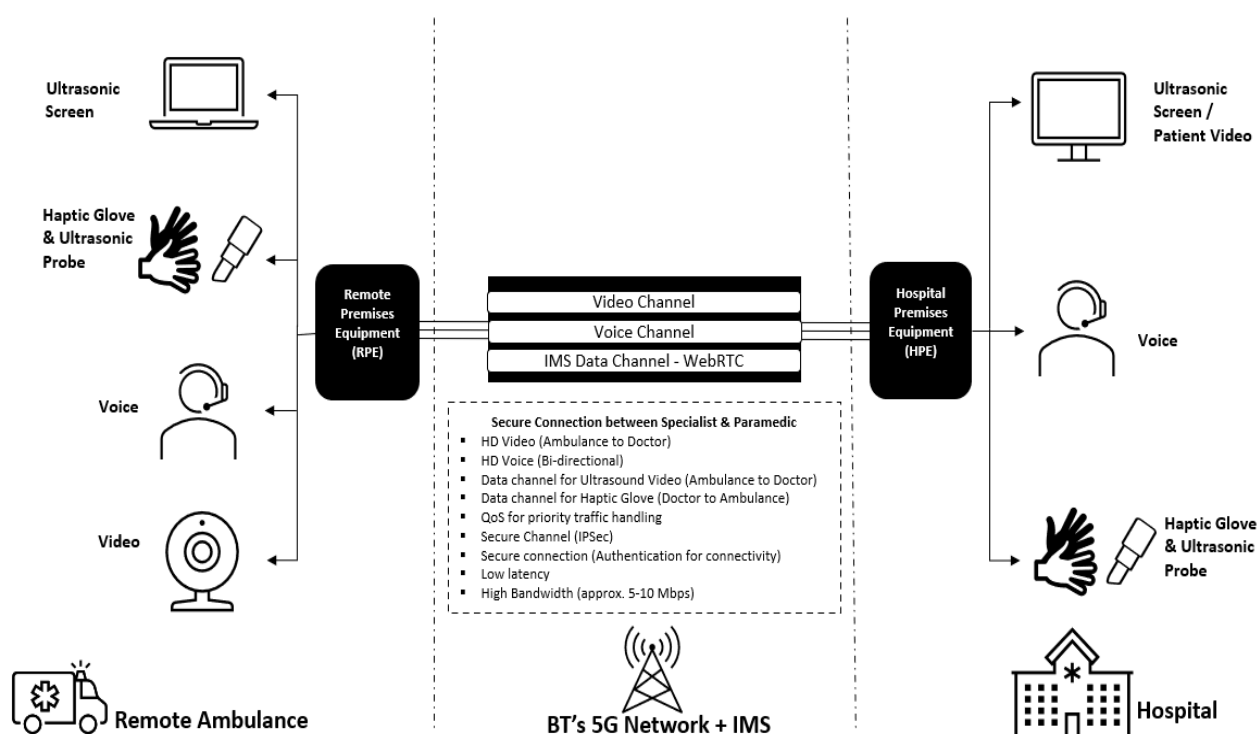 Ultrasonic
Screen
Haptic Glove
& Ultrasonic
Probe
Voice
Video
Remote
Premises
Equipment
(RPE)
Remote Ambulance
Video Channel
Voice Channel
IMS Data Channel - WebRTC
Secure Connection between Specialist & Paramedic
▪ HD Video (Ambulance to Doctor)
▪ HD Voice (Bi-directional)
▪ Data channel for Ultrasound Video (Ambulance to Doctor)
▪ Data channel for Haptic Glove (Doctor to Ambulance)
▪ QoS for priority traffic handling
▪ Secure Channel (IPSec)
▪ Secure connection (Authentication for connectivity)
▪ Low latency
▪ High Bandwidth (approx. 5-10 Mbps)
BT's 5G Network + IMS
Hospital
Premises
Equipment
(HPE)
Ultrasonic
Screen /
Patient Video
Voice
Haptic Glove
& Ultrasonic
Probe
Hospital